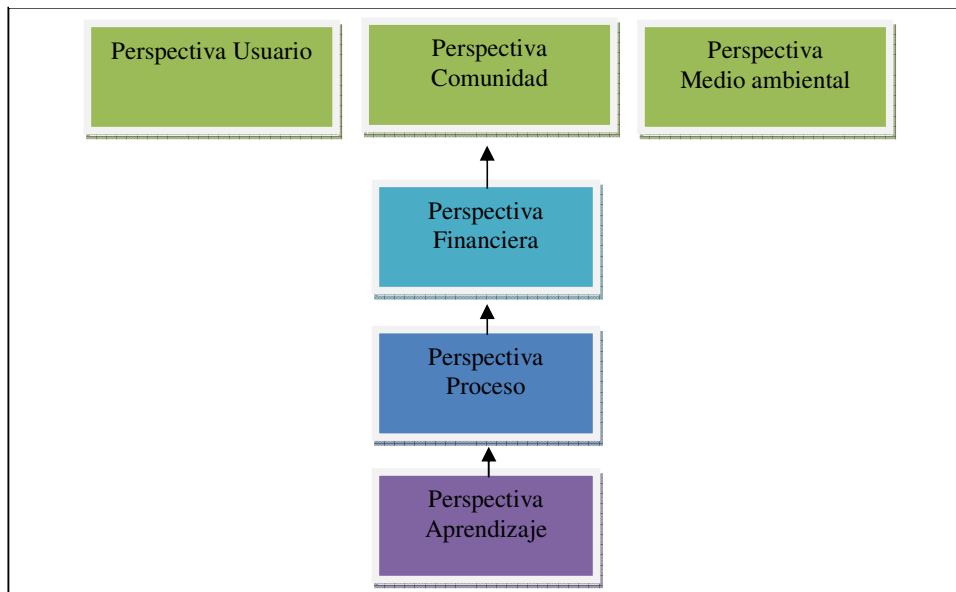 Perspectiva Usuario
Perspectiva
Comunidad
Perspectiva
Medio ambiental
Perspectiva
Financiera
Perspectiva
Proceso
Perspectiva
Aprendizaje